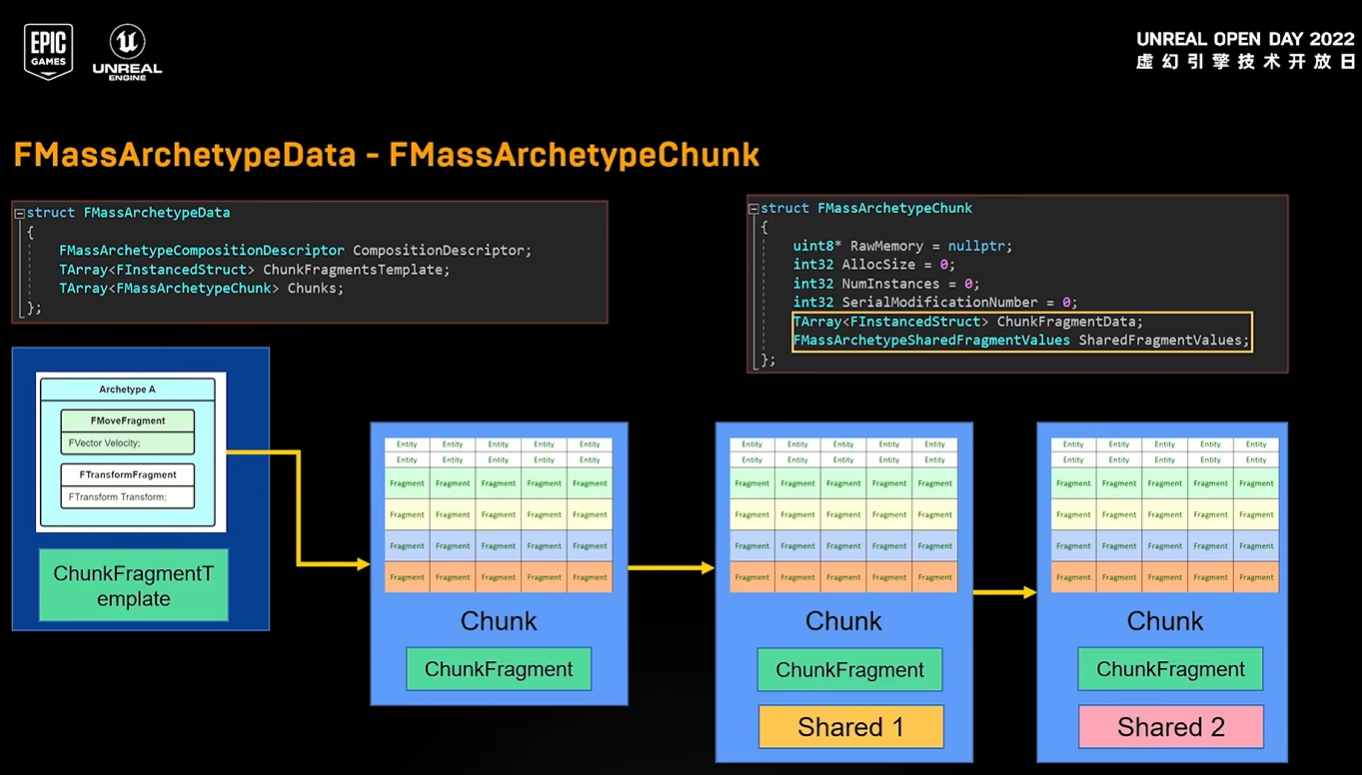 EPIC
GAMES
UNREAL
ENGINE
UNREAL OPEN DAY 2022
虚幻引擎技术开放日
FMassArchetypeData - FMassArchetypeChunk
struct FMassArchetypeData
{
FMassArchetypeCompositionDescriptor CompositionDescriptor;
TArray<FInstancedStruct> ChunkFragmentsTemplate;
TArray<FMassArchetypeChunk> Chunks;
};
struct FMassArchetypeChunk
{
uint8* RawMemory = nullptr;
int32 AllocSize = 0;
int32 NumInstances = 0;
int32 SerialModificationNumber = 0;
TArray<FInstancedStruct> ChunkFragmentData;
FMassArchetypeSharedFragmentValues SharedFragmentValues;
};
Archetype A
FMoveFragment
FVector Velocity;
FTransformFragment
FTransform Transform;
ChunkFragmentT
emplate
Entity Entity Entity Entity Entity
Entity Entity Entity Entity Entity
Fragment Fragment Fragment Fragment Fragment
Fragment Fragment Fragment Fragment Fragment
Fragment Fragment Fragment Fragment Fragment
Fragment Fragment Fragment Fragment Fragment
Chunk
ChunkFragment
Entity Entity Entity Entity Entity
Entity Entity Entity Entity Entity
Fragment Fragment Fragment Fragment Fragment
Fragment Fragment Fragment Fragment Fragment
Fragment Fragment Fragment Fragment Fragment
Fragment Fragment Fragment Fragment Fragment
Chunk
ChunkFragment
Shared 1
Entity Entity Entity Entity Entity
Entity Entity Entity Entity Entity
Fragment Fragment Fragment Fragment Fragment
Fragment Fragment Fragment Fragment Fragment
Fragment Fragment Fragment Fragment Fragment
Fragment Fragment Fragment Fragment Fragment
Chunk
ChunkFragment
Shared 2